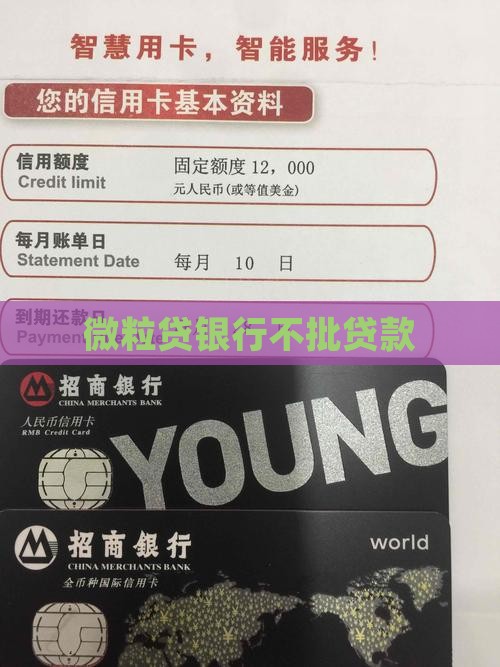 智慧用卡，智能服务！
您的信用卡基本资料
信用额度
Credit limit
固定额度 12，000
元人民币(或等值美金)
每月账单日
Statement Date
每月 10 日
到期还款日
Payment
微粒贷银行不批贷款
招商銀行
CHINA MERCHANTS BANK
人民币信用卡
RMB Credit Card
YOUNG
招商銀行
CHINA MERCHANTS BANK
全币种国际信用卡
world